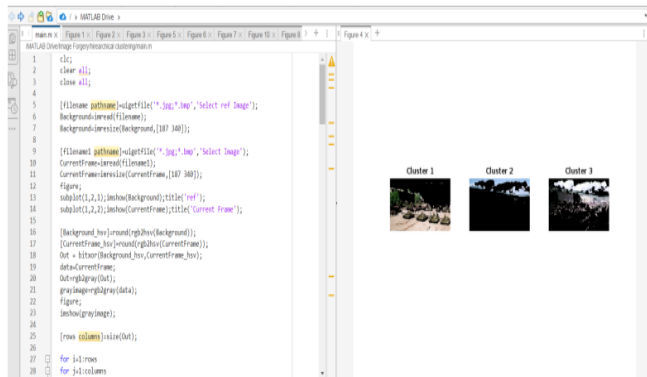 MATLAB Drive
main.m × Figure 1 × Figure 2 × Figure 3 × Figure 5 × Figure 6 × Figure 7 × Figure 10 × Figure 8
Figure 4 ×
/MATLAB Drive/Image Forgery/hierarchical clustering/main.m
1 clc;
2 clear all;
3 close all;
4
5 [filename pathname]=uigetfile('*.jpg;*.bmp','Select ref Image');
6 Background=imread(filename);
7 Background=imresize(Background,[187 340]);
8
9 [filename1 pathname]=uigetfile('*.jpg;*.bmp','Select Image');
10 CurrentFrame=imread(filename1);
11 CurrentFrame=imresize(CurrentFrame,[187 340]);
12 figure;
13 subplot(1,2,1);imshow(Background);title('ref');
14 subplot(1,2,2);imshow(CurrentFrame);title('Current Frame');
15
16 [Background_hsv]=round(rgb2hsv(Background));
17 [CurrentFrame_hsv]=round(rgb2hsv(CurrentFrame));
18 Out = bitxor(Background_hsv,CurrentFrame_hsv);
19 data=CurrentFrame;
20 Out=rgb2gray(Out);
21 grayimage=rgb2gray(data);
22 figure;
23 imshow(grayimage);
24
25 [rows columns]=size(Out);
26
27 for i=1:rows
28 for j=1:columns
Cluster 1 Cluster 2 Cluster 3